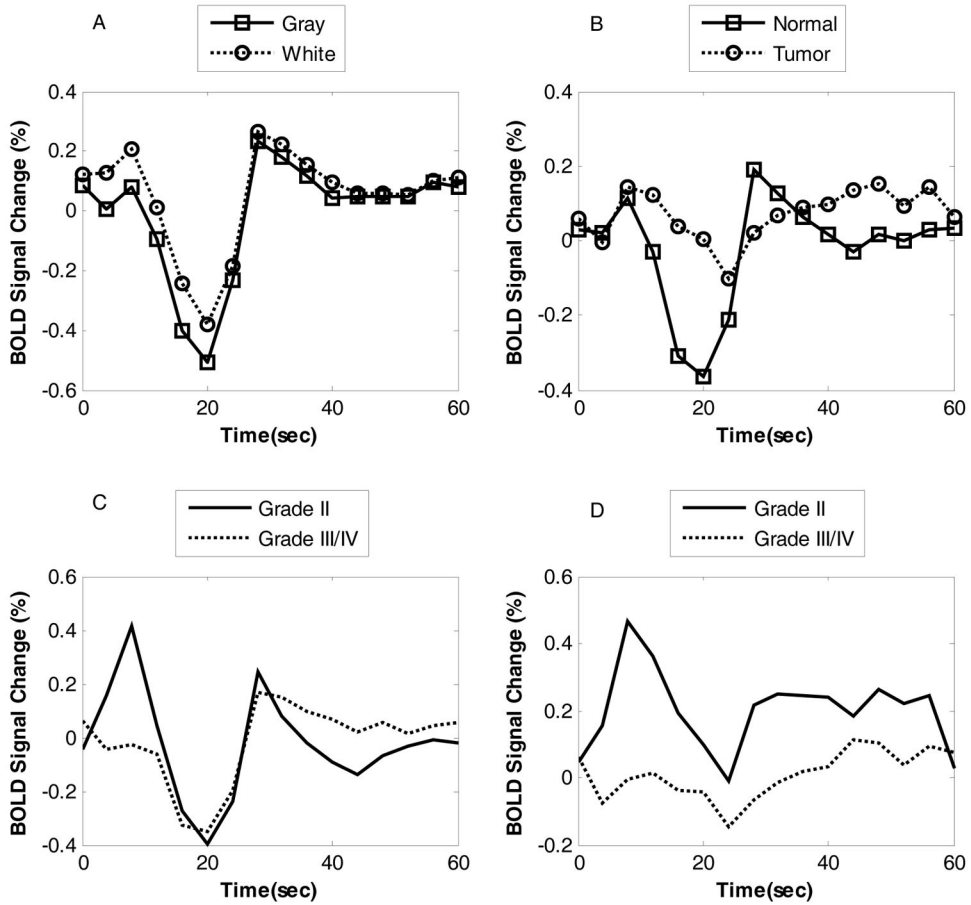 A
Gray
White
BOLD Signal Change (%)
0.4
0.2
0
-0.2
-0.4
-0.6
0 20 40 60
Time(sec)
B
Normal
Tumor
BOLD Signal Change (%)
0.4
0.2
0
-0.2
-0.4
0 20 40 60
Time(sec)
C
Grade II
Grade III/IV
BOLD Signal Change (%)
0.6
0.4
0.2
0
-0.2
-0.4
0 20 40 60
Time(sec)
D
Grade II
Grade III/IV
BOLD Signal Change (%)
0.6
0.4
0.2
0
-0.2
0 20 40 60
Time(sec)